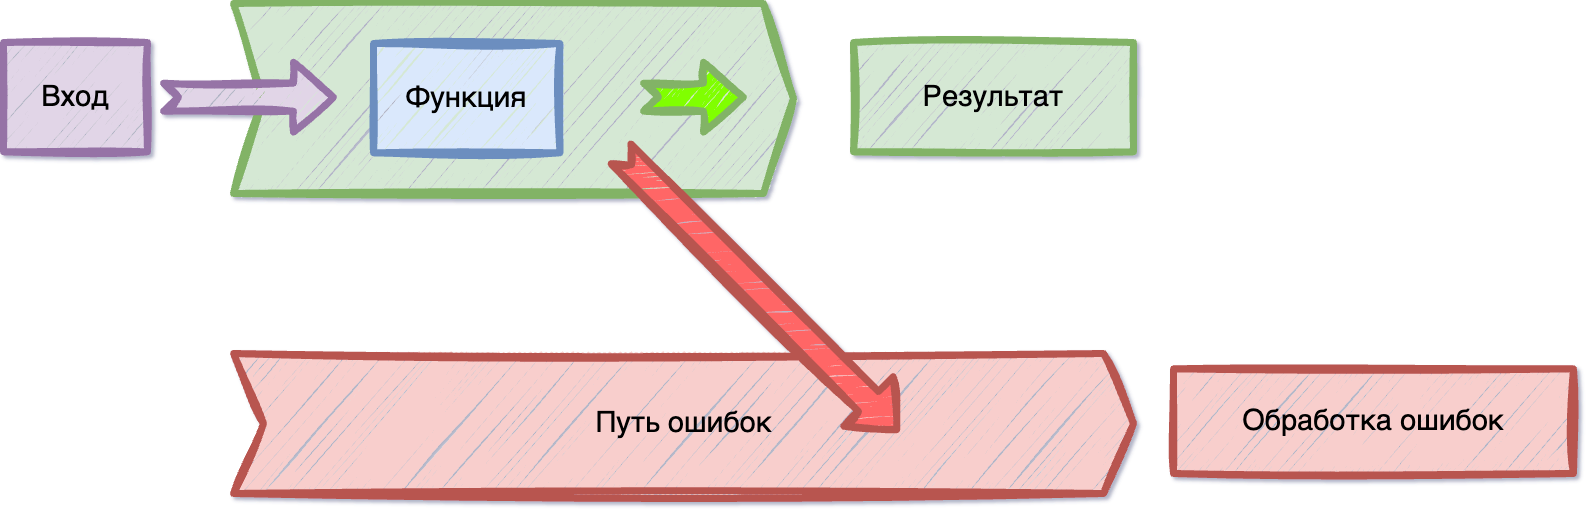 Вход
Функция
Результат
Путь ошибок
Обработка ошибок